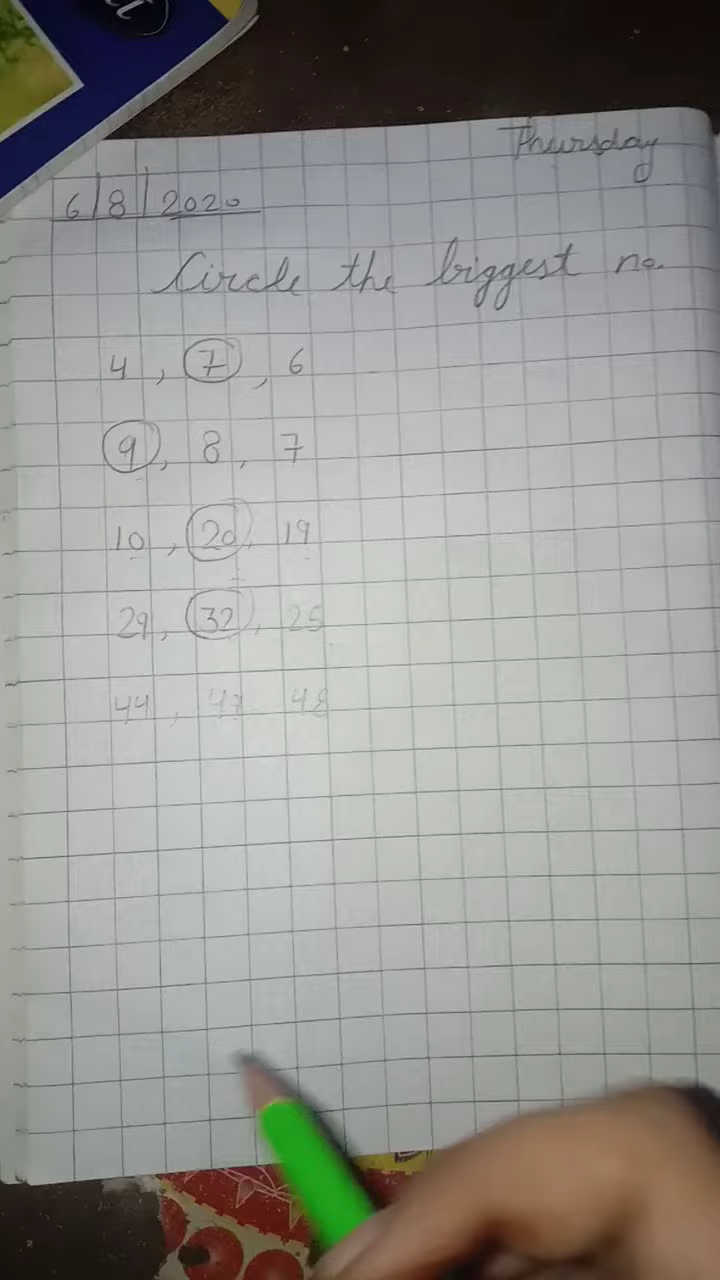 Thursday
6|8|2020
Circle the biggest no.
4, 7, 6
9, 8, 7
10, 20, 19
29, 32, 25
44, 47, 48